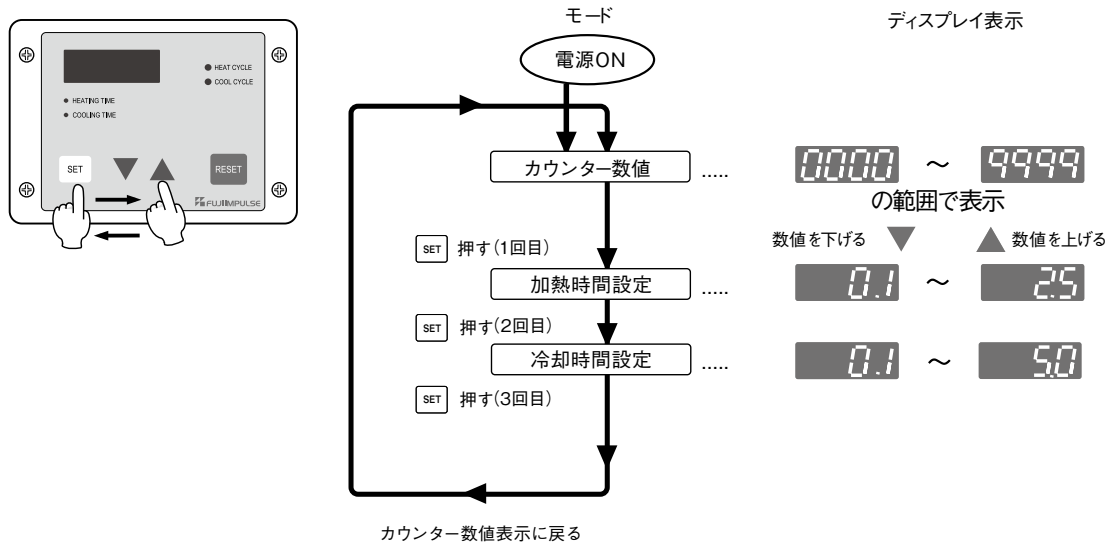 モード
ディスプレイ表示
電源ON
HEAT CYCLE
COOL CYCLE
HEATING TIME
COOLING TIME
SET
RESET
FUJI IMPULSE
カウンター数値 ..... 0000 ～ 9999
の範囲で表示
数値を下げる ▼ ▲ 数値を上げる
SET 押す(1回目)
加熱時間設定 ..... 0.1 ～ 2.5
SET 押す(2回目)
冷却時間設定 ..... 0.1 ～ 5.0
SET 押す(3回目)
カウンター数値表示に戻る